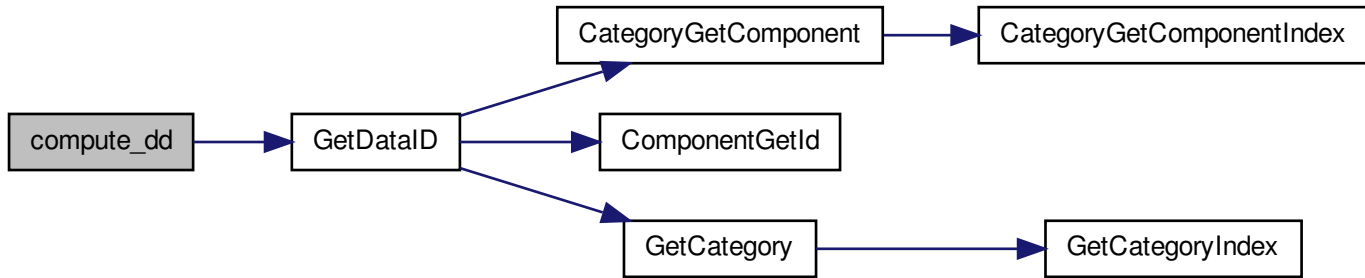 compute_dd
GetDataID
CategoryGetComponent
CategoryGetComponentIndex
ComponentGetId
GetCategory
GetCategoryIndex